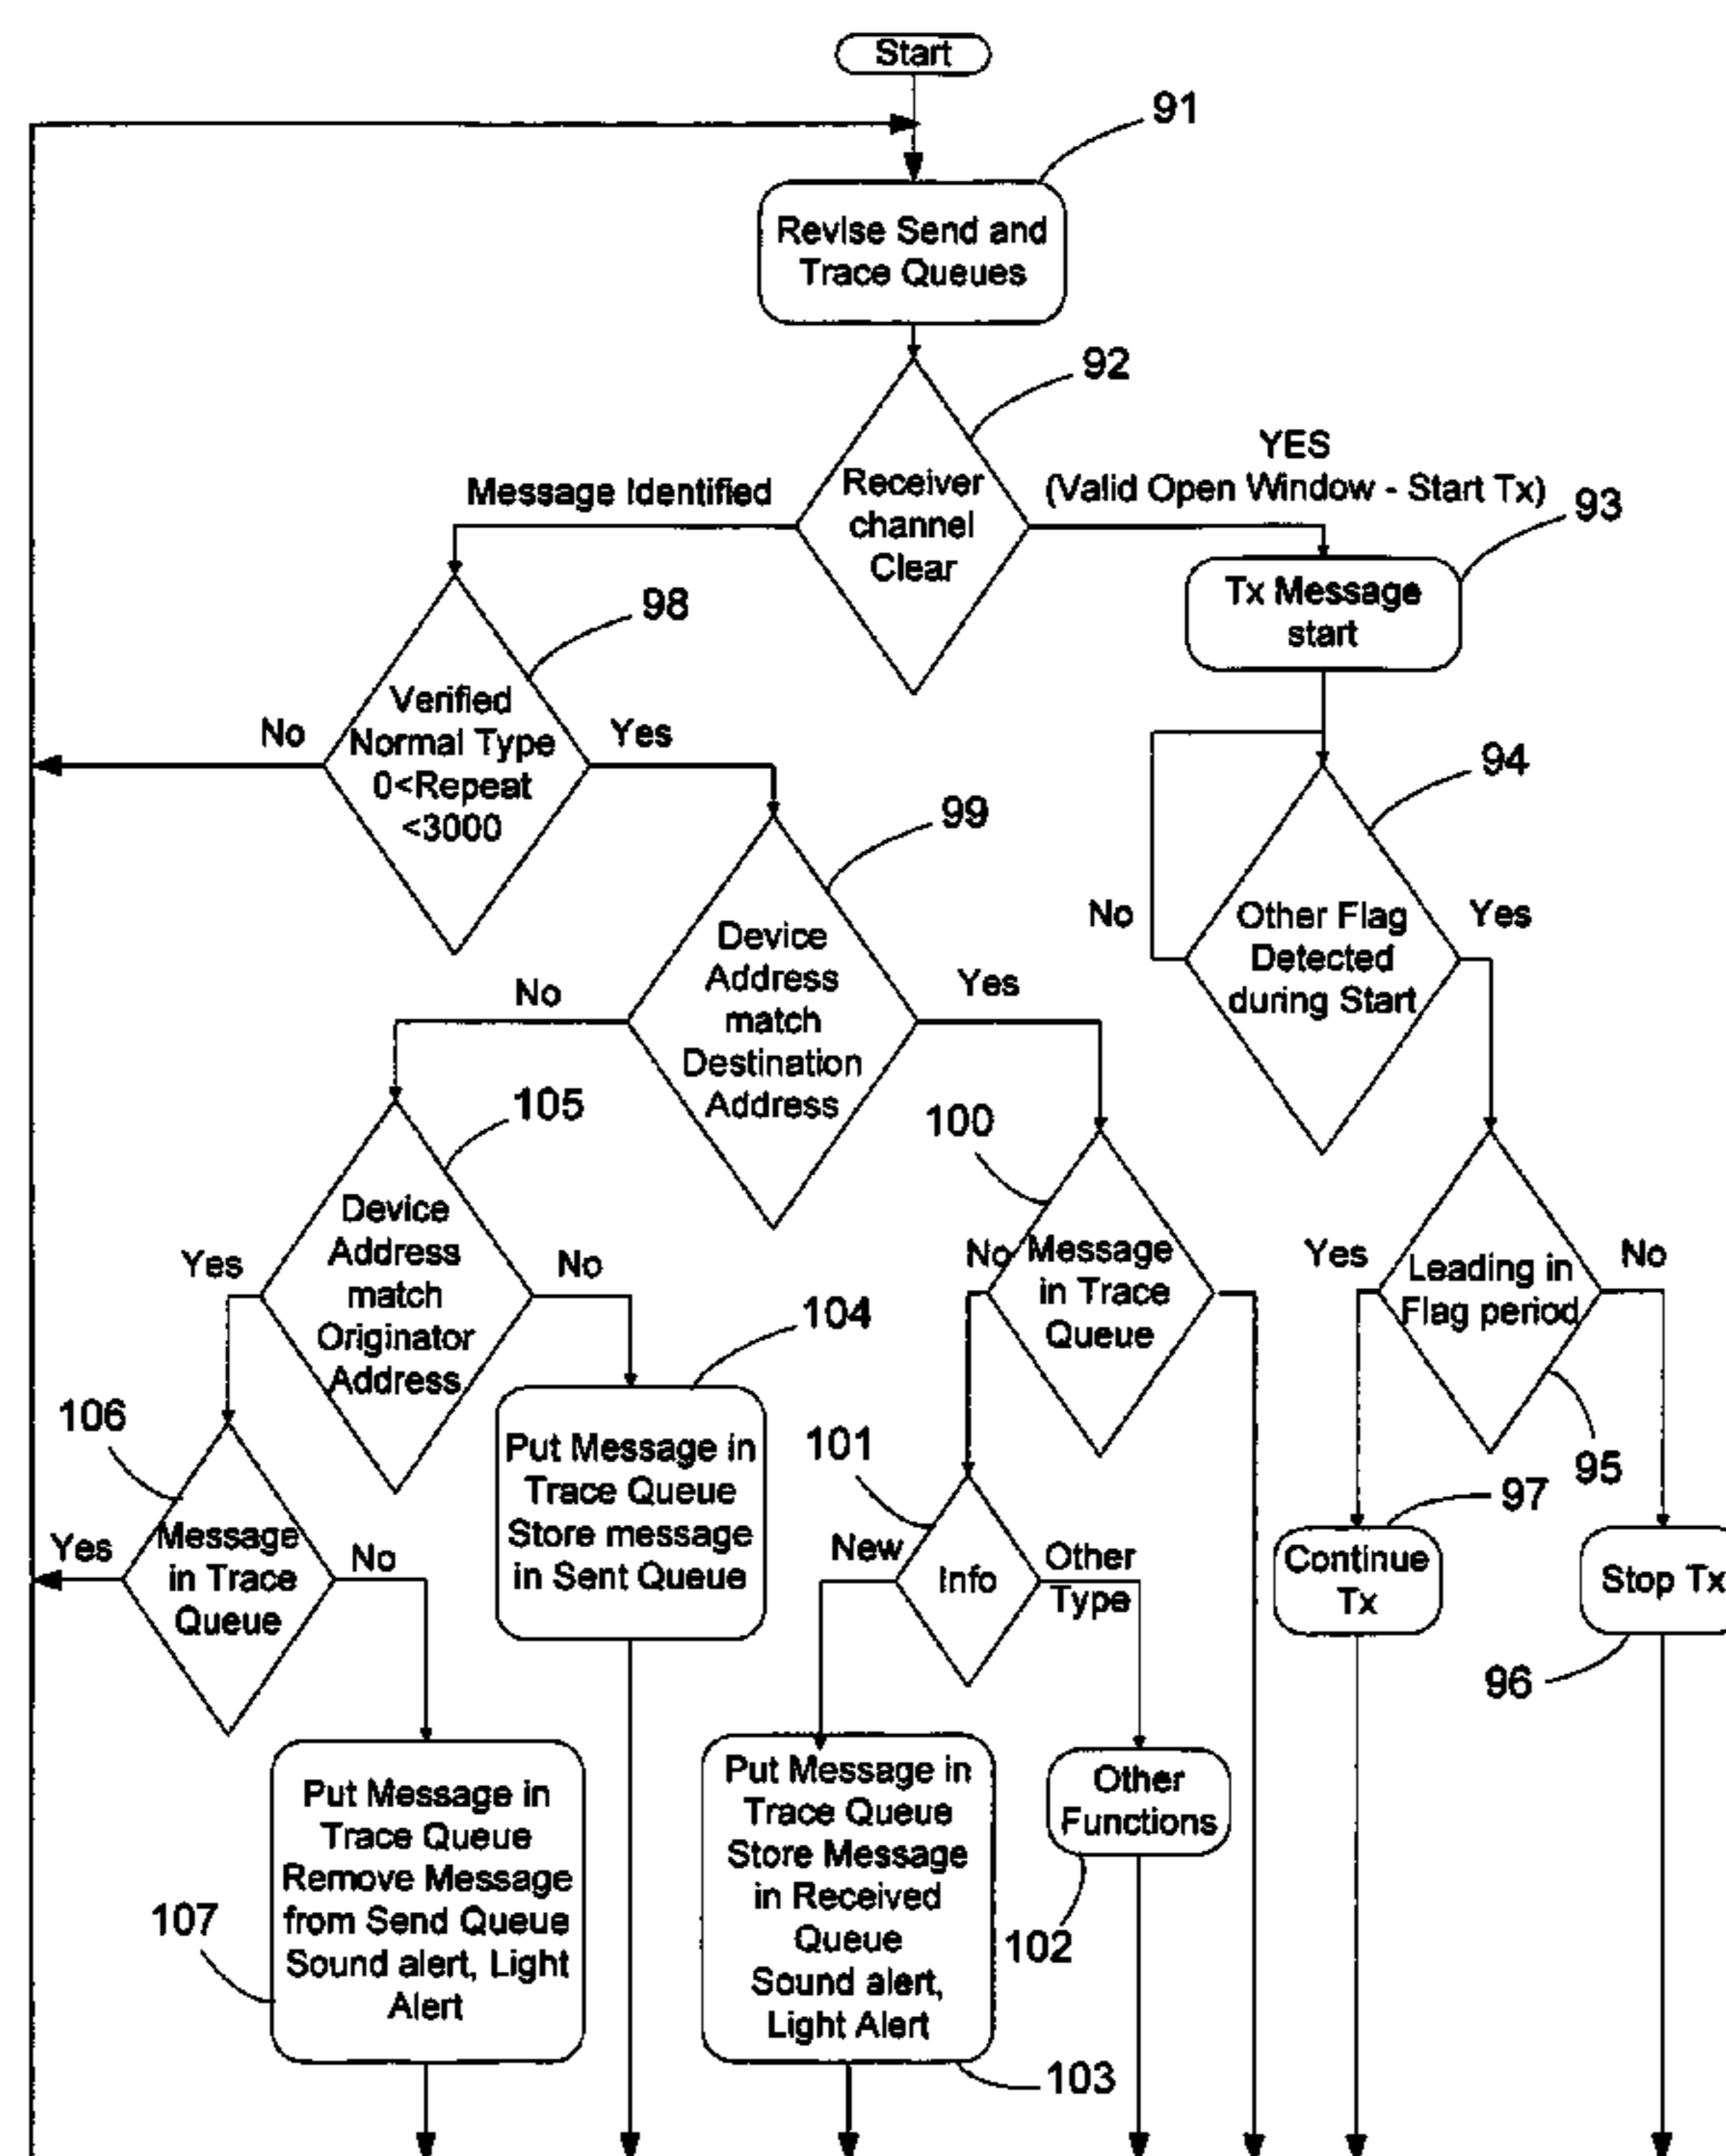 Start
91
Revise Send and
Trace Queues
92
Message Identified
Receiver
channel
Clear
YES
(Valid Open Window - Start Tx)
93
Tx Message
start
98
Verified
Normal Type
0<Repeat
<3000
No
Yes
94
99
Other Flag
Detected
during Start
No
Yes
Device
Address
match
Destination
Address
No
Yes
105
100
Device
Address
match
Originator
Address
Yes
No
No
Message
in Trace
Queue
Yes
Leading in
Flag period
No
104
95
106
Put Message in
Trace Queue
Store message
in Sent Queue
101
97
Yes
Message
in Trace
Queue
No
New
Info
Other
Type
Continue
Tx
Stop Tx
96
Put Message in
Trace Queue
Remove Message
from Send Queue
Sound alert, Light
Alert
107
Put Message in
Trace Queue
Store Message
in Received
Queue
Sound alert,
Light Alert
Other
Functions
102
103